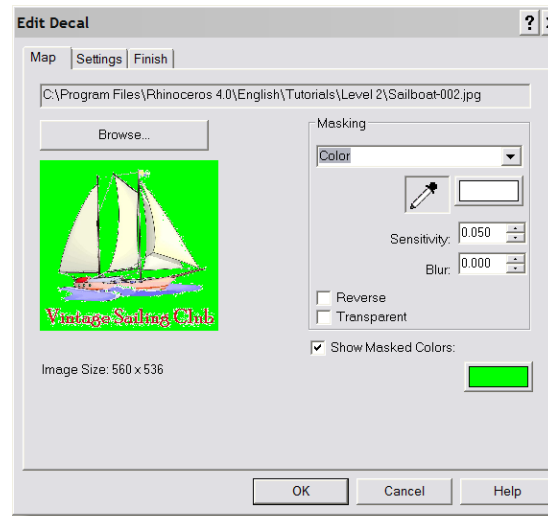 Edit Decal
?
Map Settings Finish
C:\Program Files\Rhinoceros 4.0\English\Tutorials\Level 2\Sailboat-002.jpg
Browse...
Masking
Color
Sensitivity: 0.050
Blur: 0.000
Reverse
Transparent
Show Masked Colors:
Vintage Sailing Club
Image Size: 560 x 536
OK Cancel Help